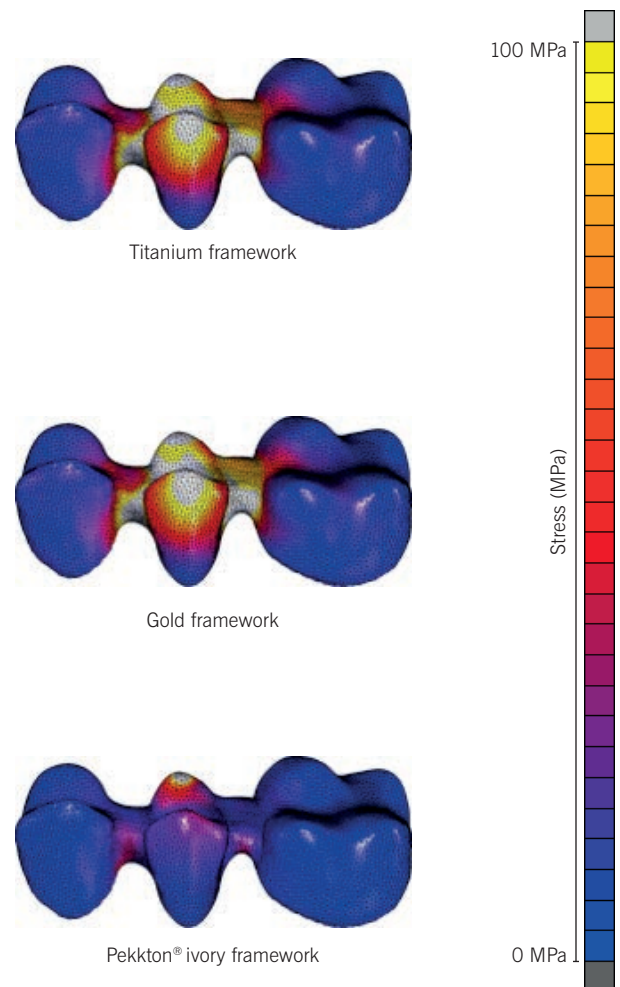 100 MPa
Titanium framework
Gold framework
Stress (MPa)
Pekkton® ivory framework
0 MPa